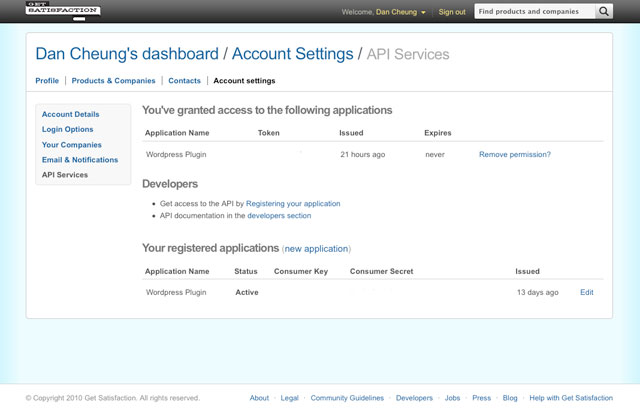 GET
SATISFACTION
Welcome, Dan Cheung Sign out Find products and companies
Dan Cheung's dashboard / Account Settings / API Services
Profile | Products & Companies | Contacts | Account settings
Account Details
Login Options
Your Companies
Email & Notifications
API Services
You've granted access to the following applications
Application Name Token Issued Expires
Wordpress Plugin 21 hours ago never Remove permission?
Developers
• Get access to the API by Registering your application
• API documentation in the developers section
Your registered applications (new application)
Application Name Status Consumer Key Consumer Secret Issued
Wordpress Plugin Active 13 days ago Edit
© Copyright 2010 Get Satisfaction. All rights reserved. About · Legal · Community Guidelines · Developers · Jobs · Press · Blog · Help with Get Satisfaction